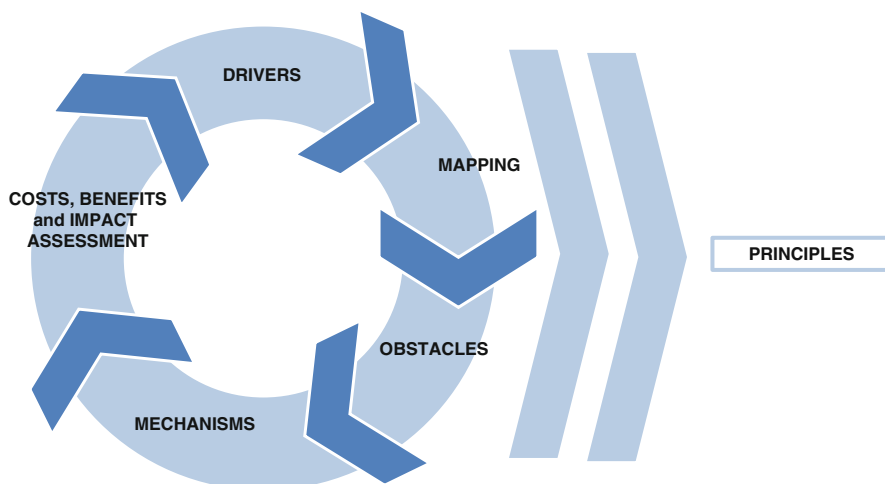 DRIVERS
MAPPING
COSTS, BENEFITS
and IMPACT
ASSESSMENT
PRINCIPLES
OBSTACLES
MECHANISMS